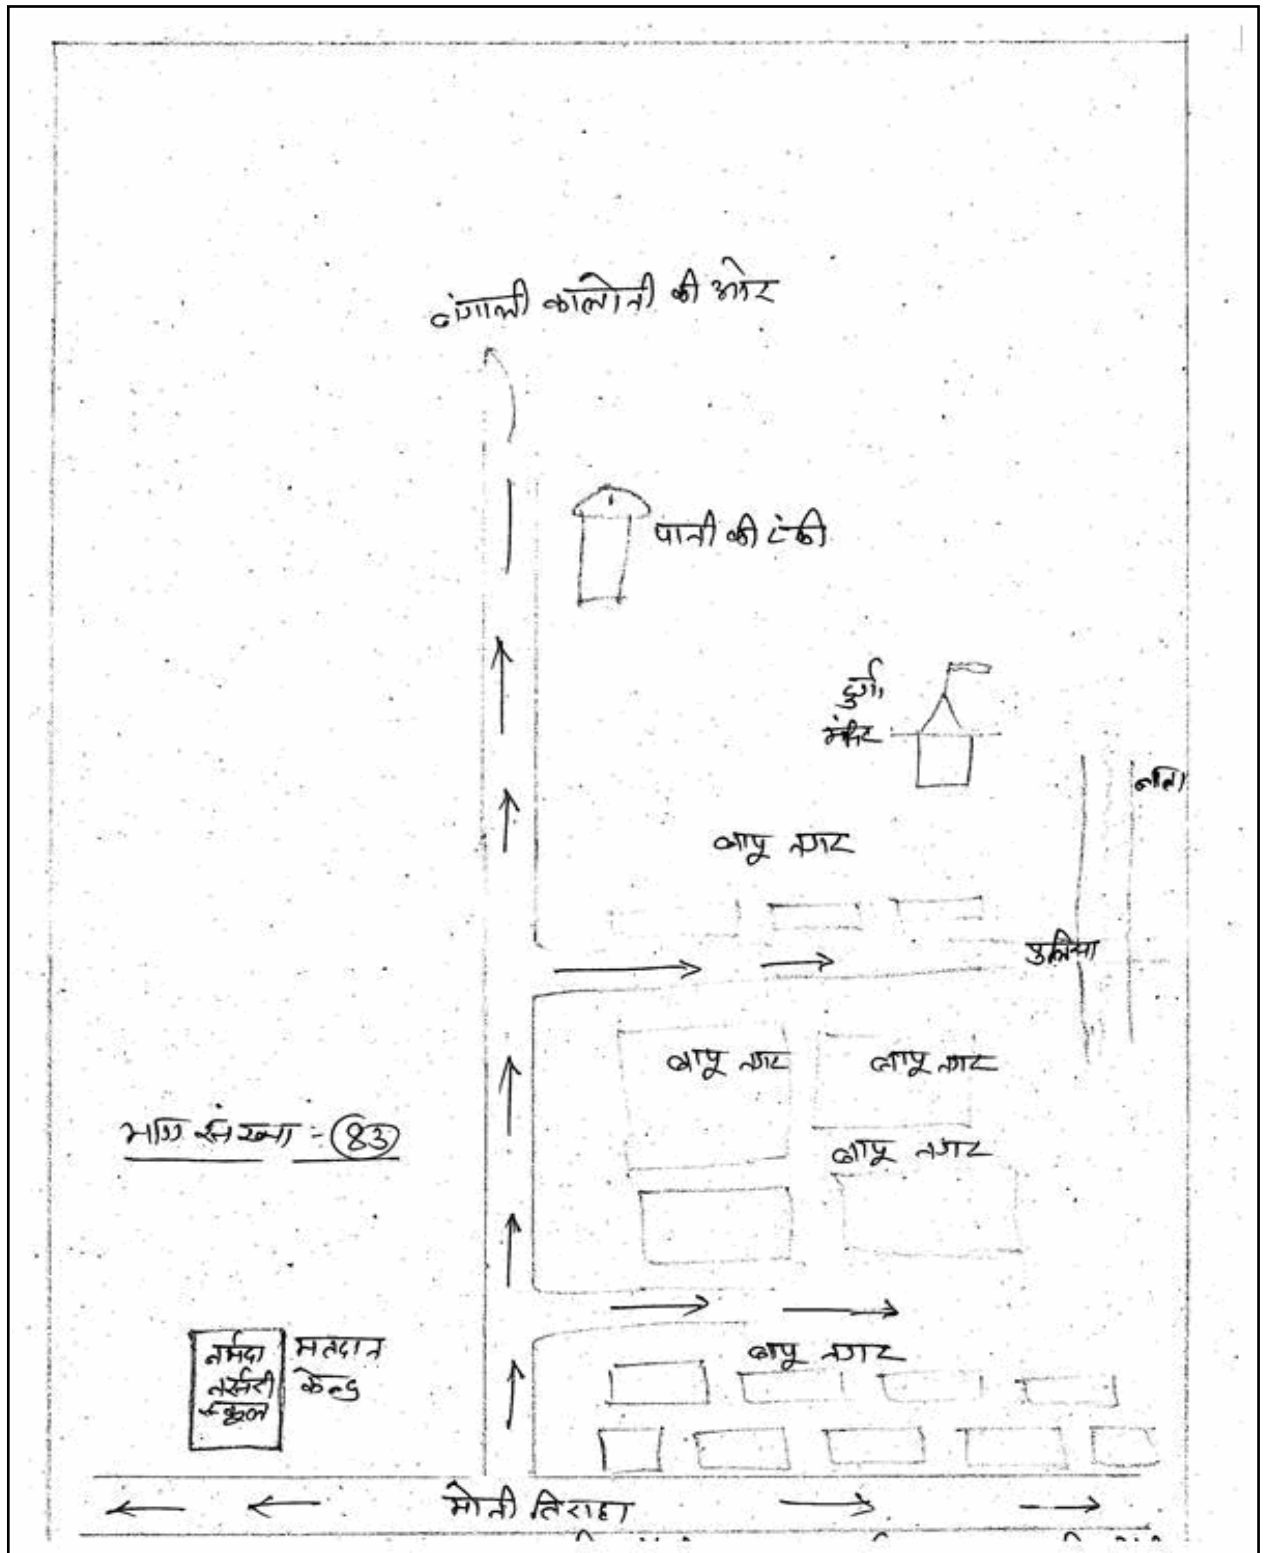 बंगाली कालोनी की ओर
पानी की टंकी
दुर्गा
मंदिर
नाला
बापू नगर
पुलिया
बापू नगर
बापू नगर
बापू नगर
भाग संख्या - 83
नर्मदा
नर्सरी
स्कूल
मतदान
केन्द्र
बापू नगर
मोती तिराहा